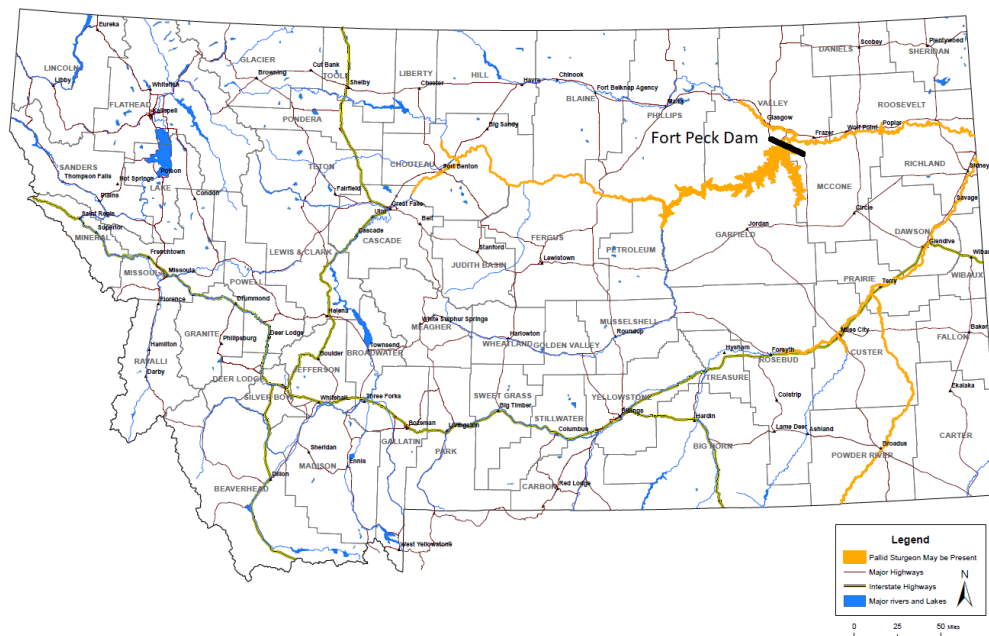 Eureka
LINCOLN
Libby
Whitefish
FLATHEAD
Kalispell
GLACIER
Browning
Cut Bank
TOOLE
Shelby
LIBERTY
Chester
HILL
Havre
Chinook
BLAINE
Fort Belknap Agency
Malta
PHILLIPS
VALLEY
Glasgow
DANIELS
Scobey
Plentywood
SHERIDAN
ROOSEVELT
Frazer
Wolf Point
Poplar
Fort Peck Dam
PONDERA
Big Sandy
SANDERS
Thompson Falls
Hot Springs
Polson
LAKE
Plains
Condon
TETON
Fairfield
CHOUTEAU
Fort Benton
Great Falls
Ulm
Cascade
CASCADE
Belt
RICHLAND
Sidney
MCCONE
Savage
Circle
Saint Regis
Superior
MINERAL
Frenchtown
MISSOULA
Missoula
LEWIS & CLARK
POWELL
Stanford
JUDITH BASIN
FERGUS
Lewistown
PETROLEUM
GARFIELD
Jordan
DAWSON
Glendive
Wibaux
WIBAUX
PRAIRIE
Terry
Florence
Drummond
Helena
GRANITE
Philipsburg
Deer Lodge
Hamilton
RAVALLI
Darby
Boulder
JEFFERSON
Townsend
BROADWATER
White Sulphur Springs
MEAGHER
Harlowton
WHEATLAND
GOLDEN VALLEY
MUSSELSHELL
Roundup
Hysham
Forsyth
ROSEBUD
TREASURE
Miles City
CUSTER
FALLON
Baker
Ekalaka
DEER LODGE
SILVER BOW
Whitehall
Three Forks
Bozeman
GALLATIN
Livingston
PARK
SWEET GRASS
Big Timber
STILLWATER
Columbus
YELLOWSTONE
Billings
Hardin
BIG HORN
Colstrip
Lame Deer
Ashland
Broadus
POWDER RIVER
CARTER
Sheridan
MADISON
Ennis
Dillon
BEAVERHEAD
CARBON
Red Lodge
West Yellowstone
Legend
Pallid Sturgeon May be Present
Major Highways
Interstate Highways
Major rivers and Lakes
N
0 25 50 Miles